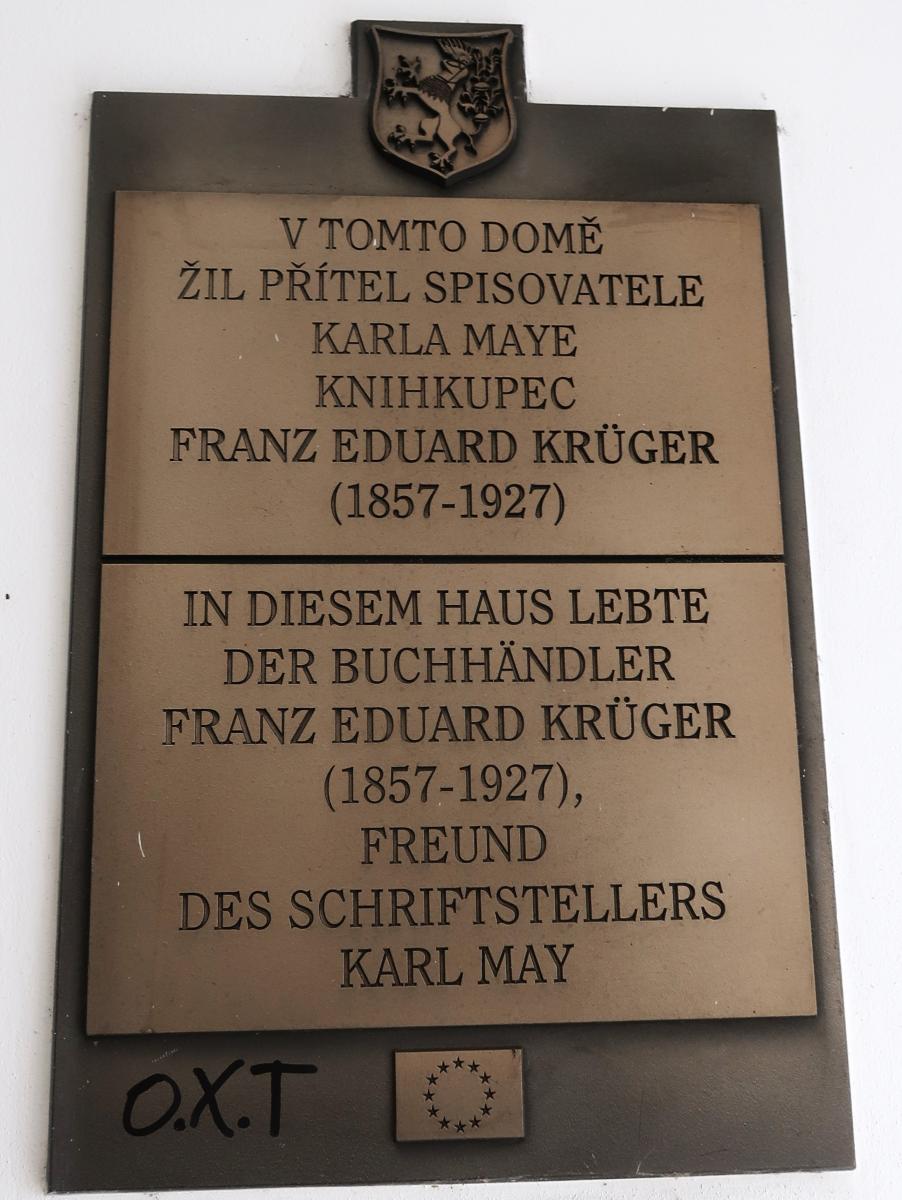 V TOMTO DOMĚ
ŽIL PŘÍTEL SPISOVATELE
KARLA MAYE
KNIHKUPEC
FRANZ EDUARD KRÜGER
(1857-1927)
IN DIESEM HAUS LEBTE
DER BUCHHÄNDLER
FRANZ EDUARD KRÜGER
(1857-1927),
FREUND
DES SCHRIFTSTELLERS
KARL MAY
O.X.T